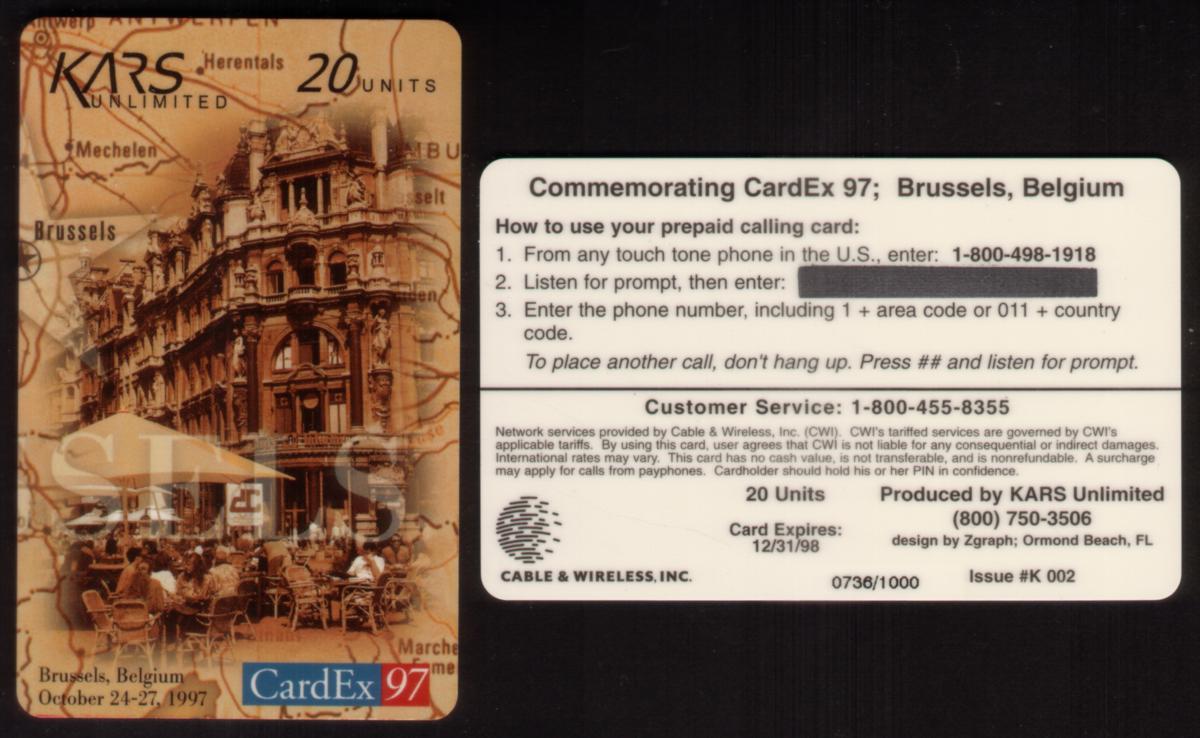 Antwerp ANTWERPEN
KARS
UNLIMITED
Herentals
20 UNITS
Mechelen
MBU
sselt
Brussels
SELS
2C
Marche
Brussels, Belgium
October 24-27, 1997
CardEx 97
Commemorating CardEx 97; Brussels, Belgium
How to use your prepaid calling card:
1. From any touch tone phone in the U.S., enter: 1-800-498-1918
2. Listen for prompt, then enter:
3. Enter the phone number, including 1 + area code or 011 + country
code.
To place another call, don't hang up. Press ## and listen for prompt.
Customer Service: 1-800-455-8355
Network services provided by Cable & Wireless, Inc. (CWI). CWI's tariffed services are governed by CWI's
applicable tariffs. By using this card, user agrees that CWI is not liable for any consequential or indirect damages.
International rates may vary. This card has no cash value, is not transferable, and is nonrefundable. A surcharge
may apply for calls from payphones. Cardholder should hold his or her PIN in confidence.
20 Units
Card Expires:
12/31/98
Produced by KARS Unlimited
(800) 750-3506
design by Zgraph; Ormond Beach, FL
CABLE & WIRELESS, INC.
0736/1000
Issue #K 002